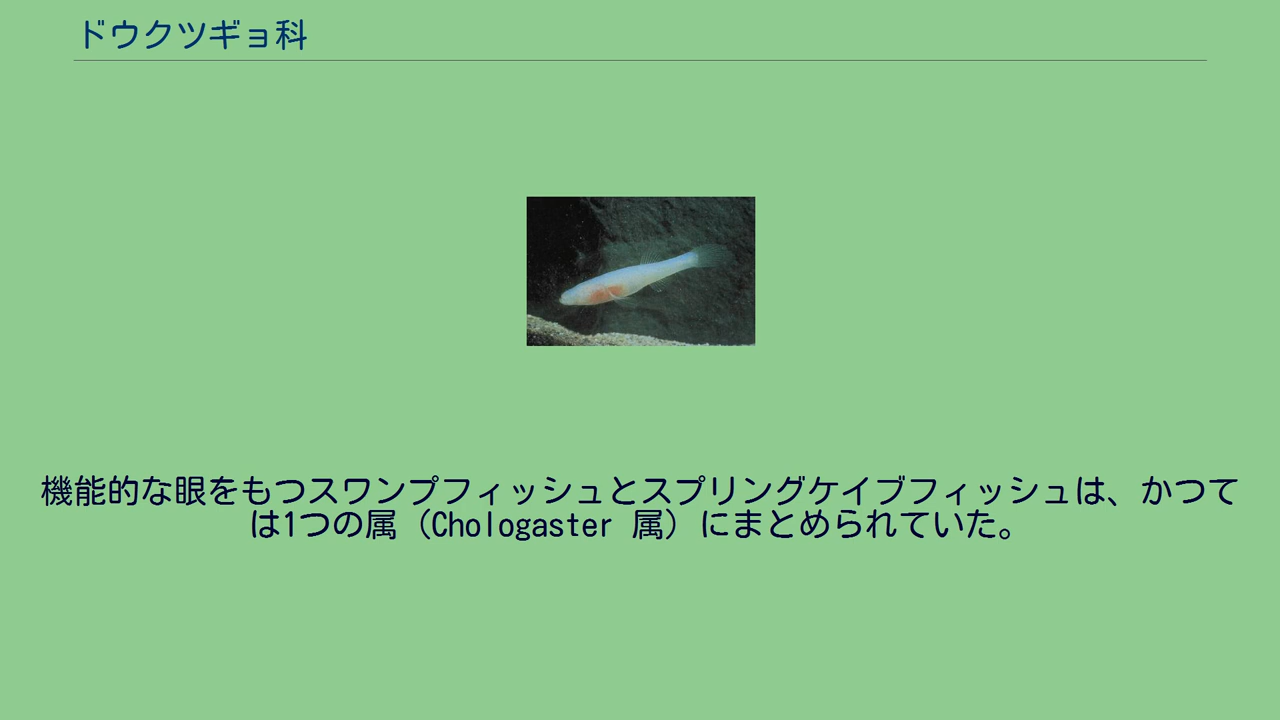 ドウクツギョ科
機能的な眼をもつスワンプフィッシュとスプリングケイブフィッシュは、かつて
は1つの属（Chologaster 属）にまとめられていた。